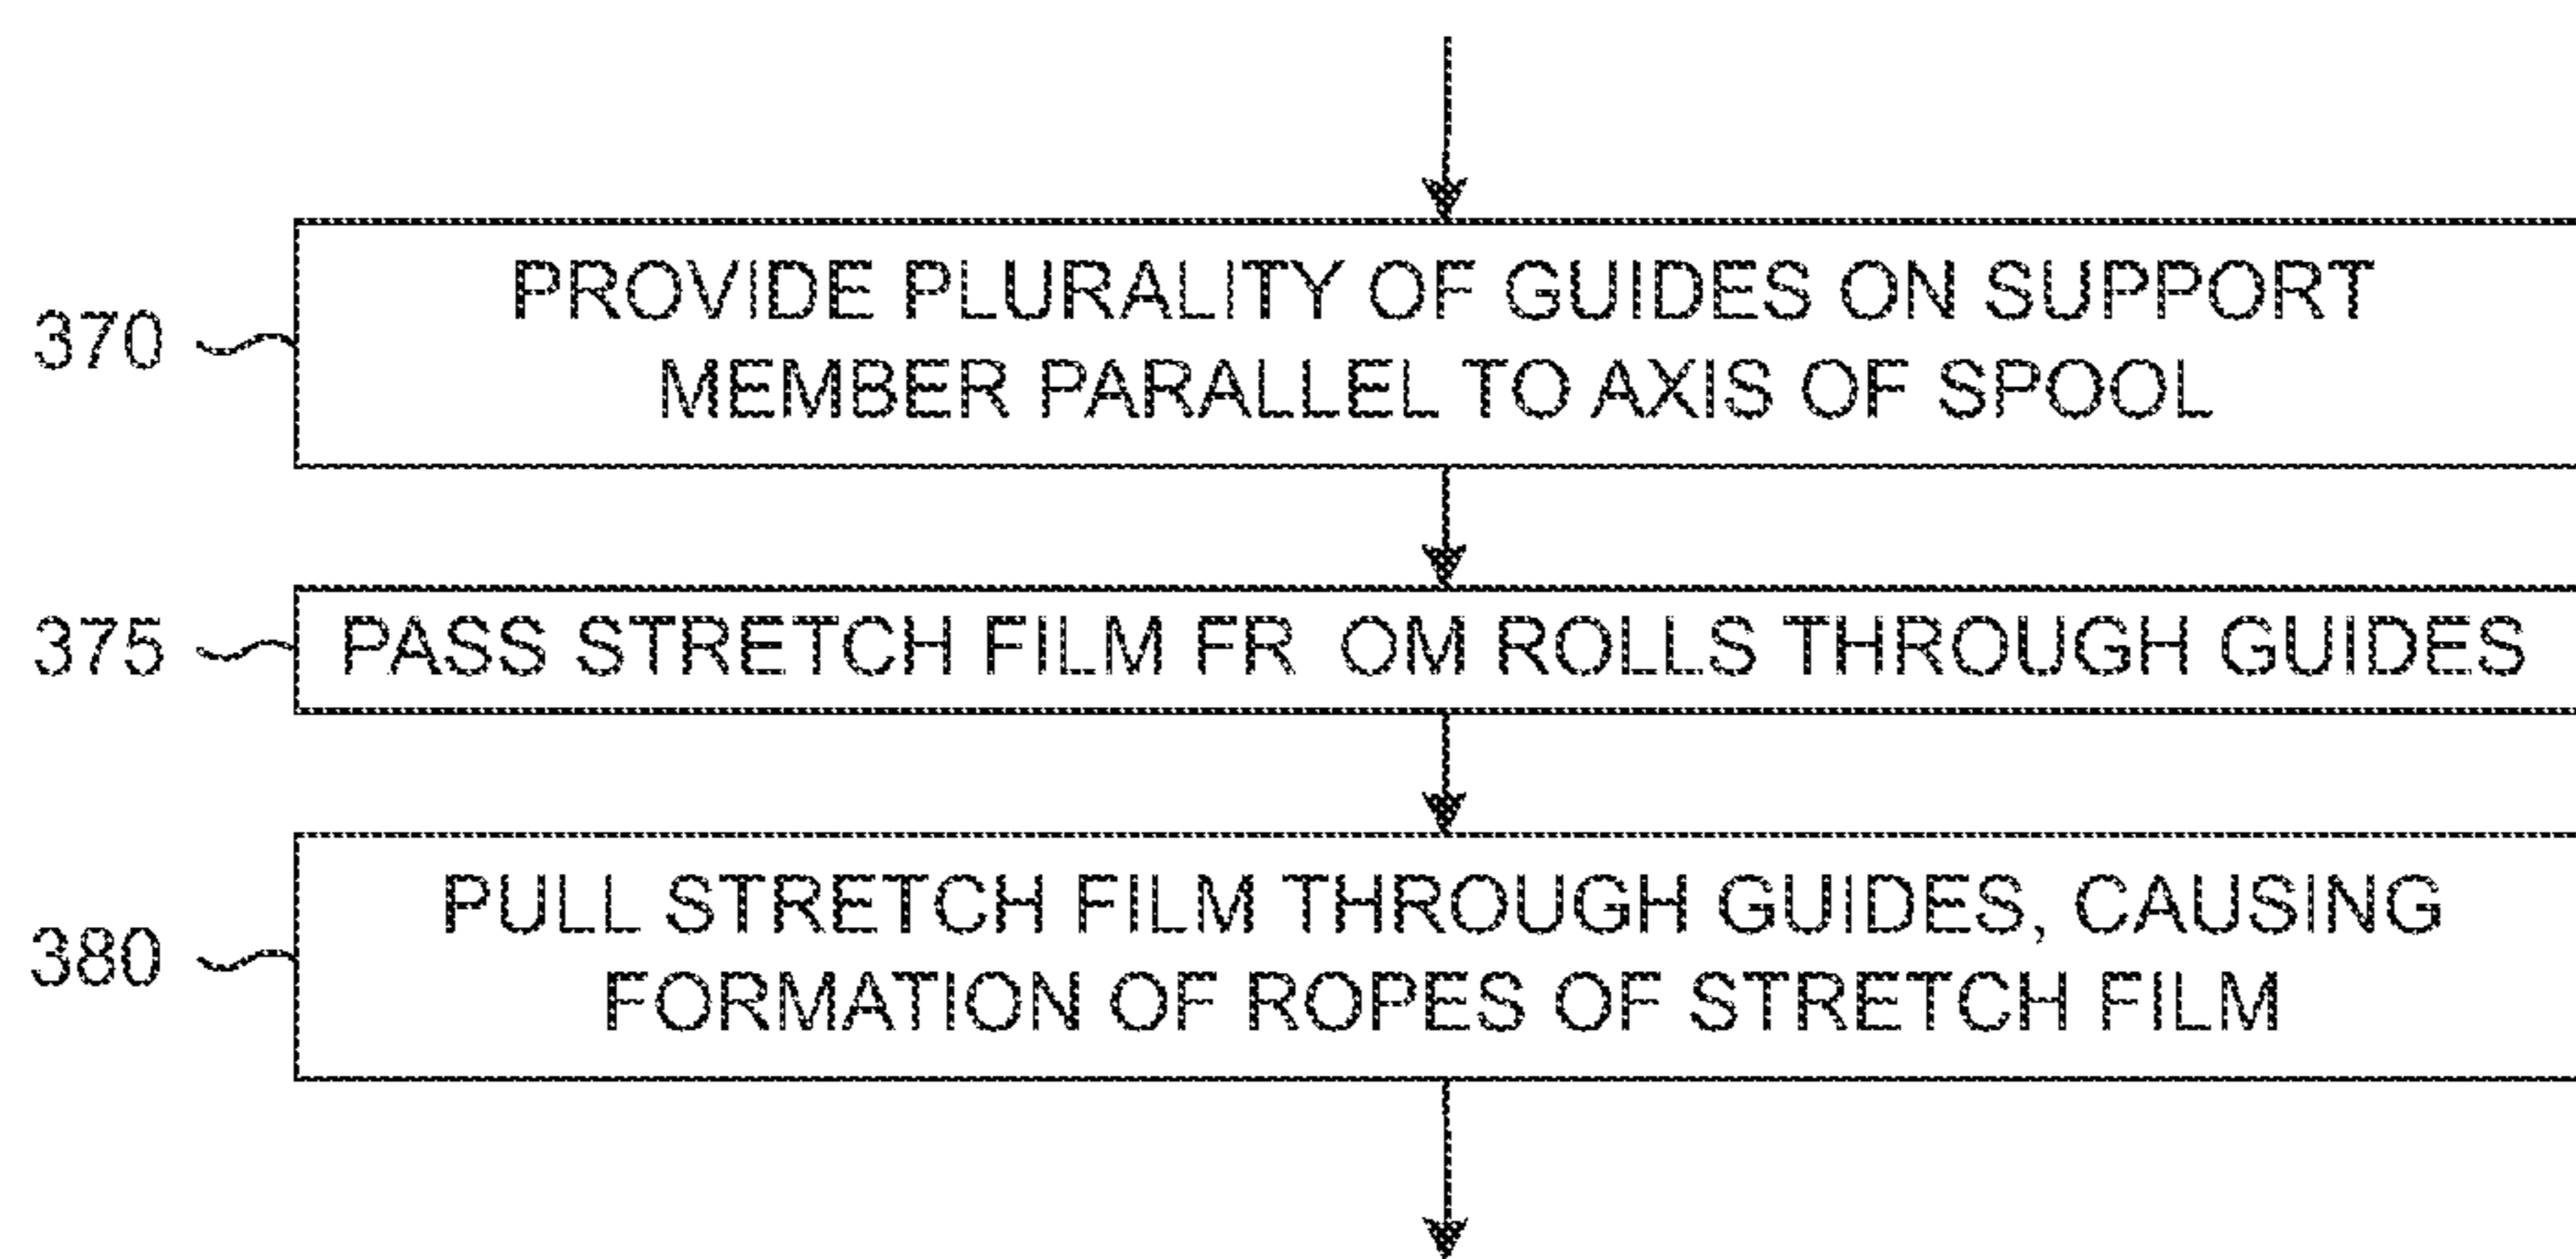 PROVIDE PLURALITY OF GUIDES ON SUPPORT
370
MEMBER PARALLEL TO AXIS OF SPOOL
375 PASS STRETCH FILM FR OM ROLLS THROUGH GUIDES
PULL STRETCH FILM THROUGH GUIDES, CAUSING
380
FORMATION OF ROPES OF STRETCH FILM